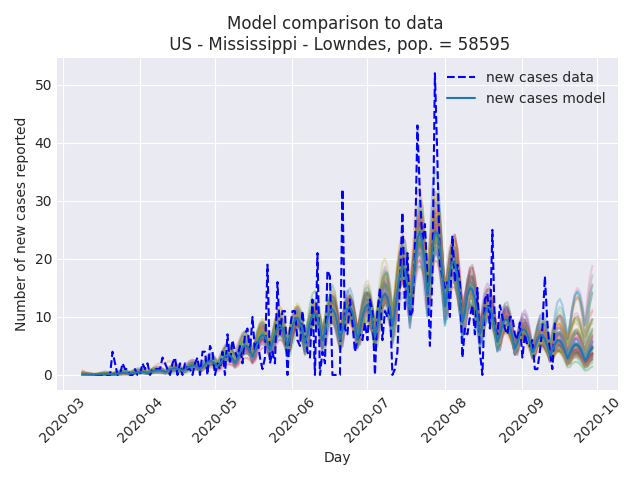 Model comparison to data
US - Mississippi - Lowndes, pop. = 58595
Number of new cases reported
50
40
30
20
10
0
new cases data
new cases model
2020-03
2020-04
2020-05
2020-06
2020-07
2020-08
2020-09
2020-10
Day